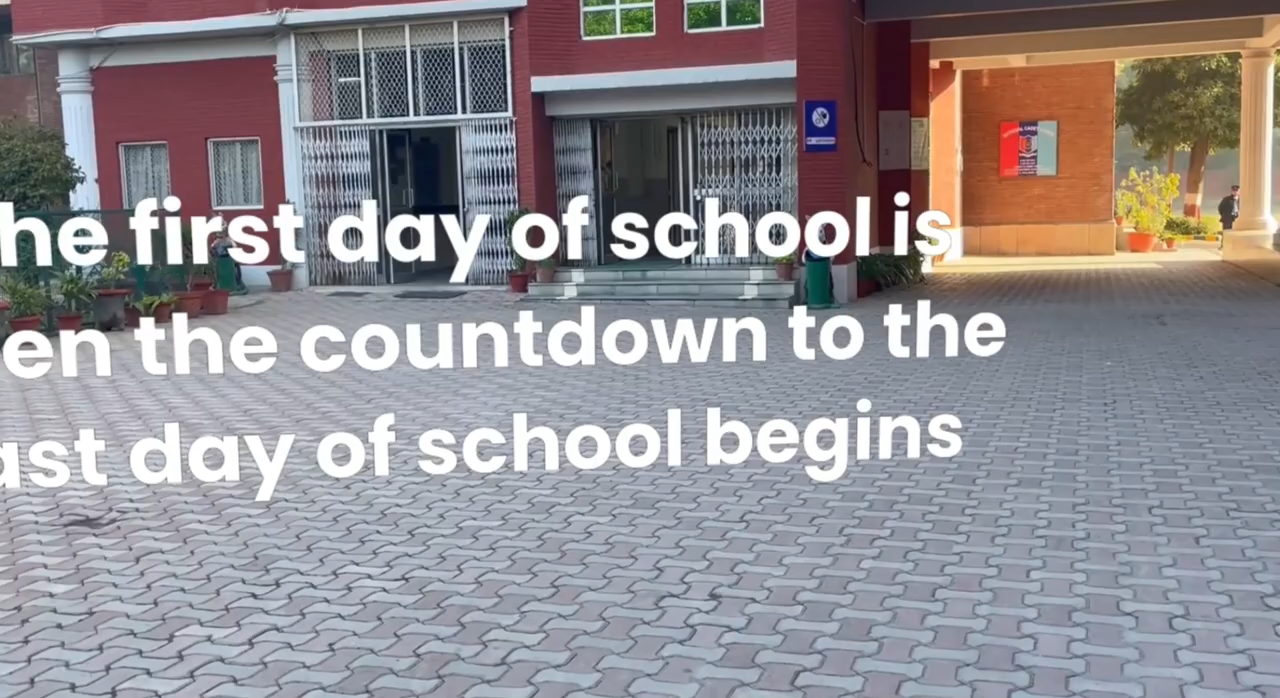 he first day of school is
en the countdown to the
ast day of school begins